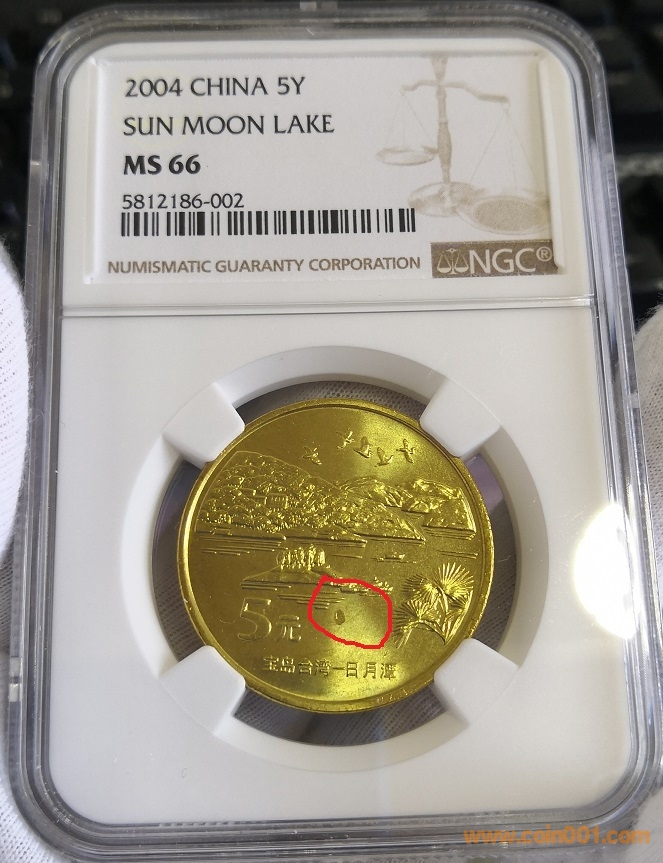 2004 CHINA 5Y
SUN MOON LAKE
MS 66
5812186-002
NUMISMATIC GUARANTY CORPORATION NGC®
5元
宝岛台湾-日月潭
www.coin001.com